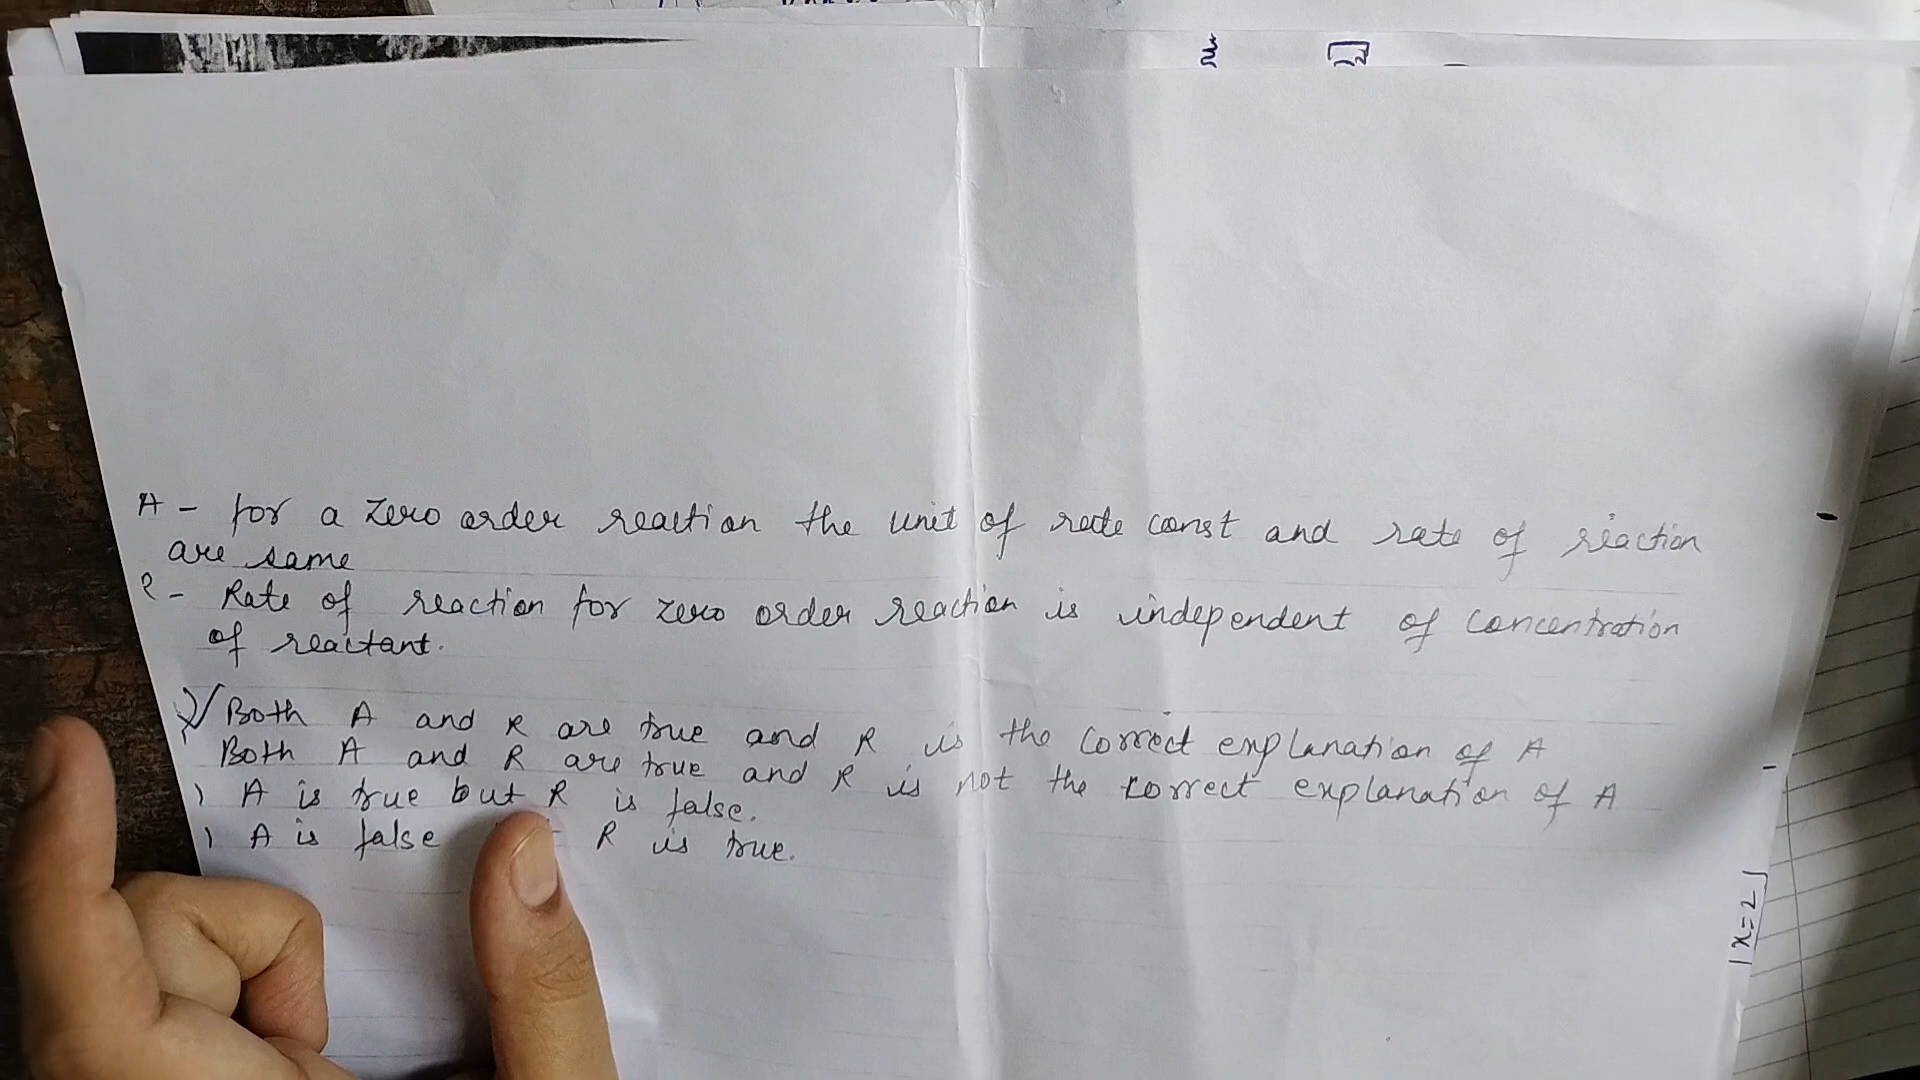 A - for a zero order reaction the unit of rate const and rate of reaction
are same
R - Rate of reaction for zero order reaction is independent of concentration
of reactant.
Both A and R are true and R is the correct explanation of A
Both A and R are true and R is not the correct explanation of A
) A is true but R is false.
) A is false R is true.
x=2